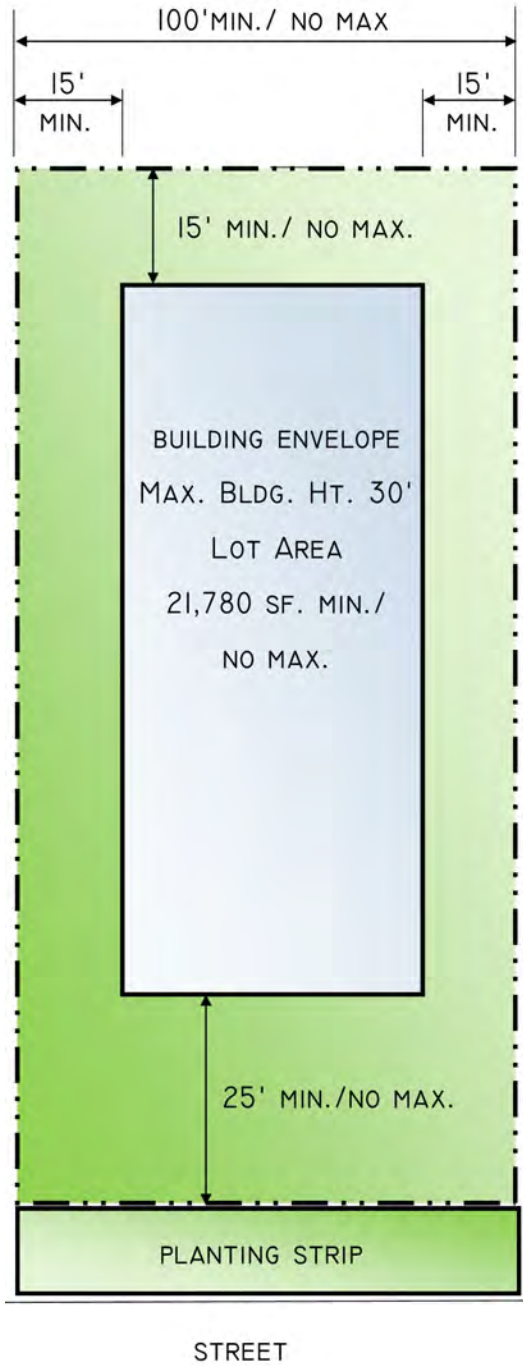 100'MIN./ NO MAX
15' 15'
MIN. MIN.
15' MIN./ NO MAX.
BUILDING ENVELOPE
MAX. BLDG. HT. 30'
LOT AREA
21,780 SF. MIN./
NO MAX.
25' MIN./NO MAX.
PLANTING STRIP
STREET